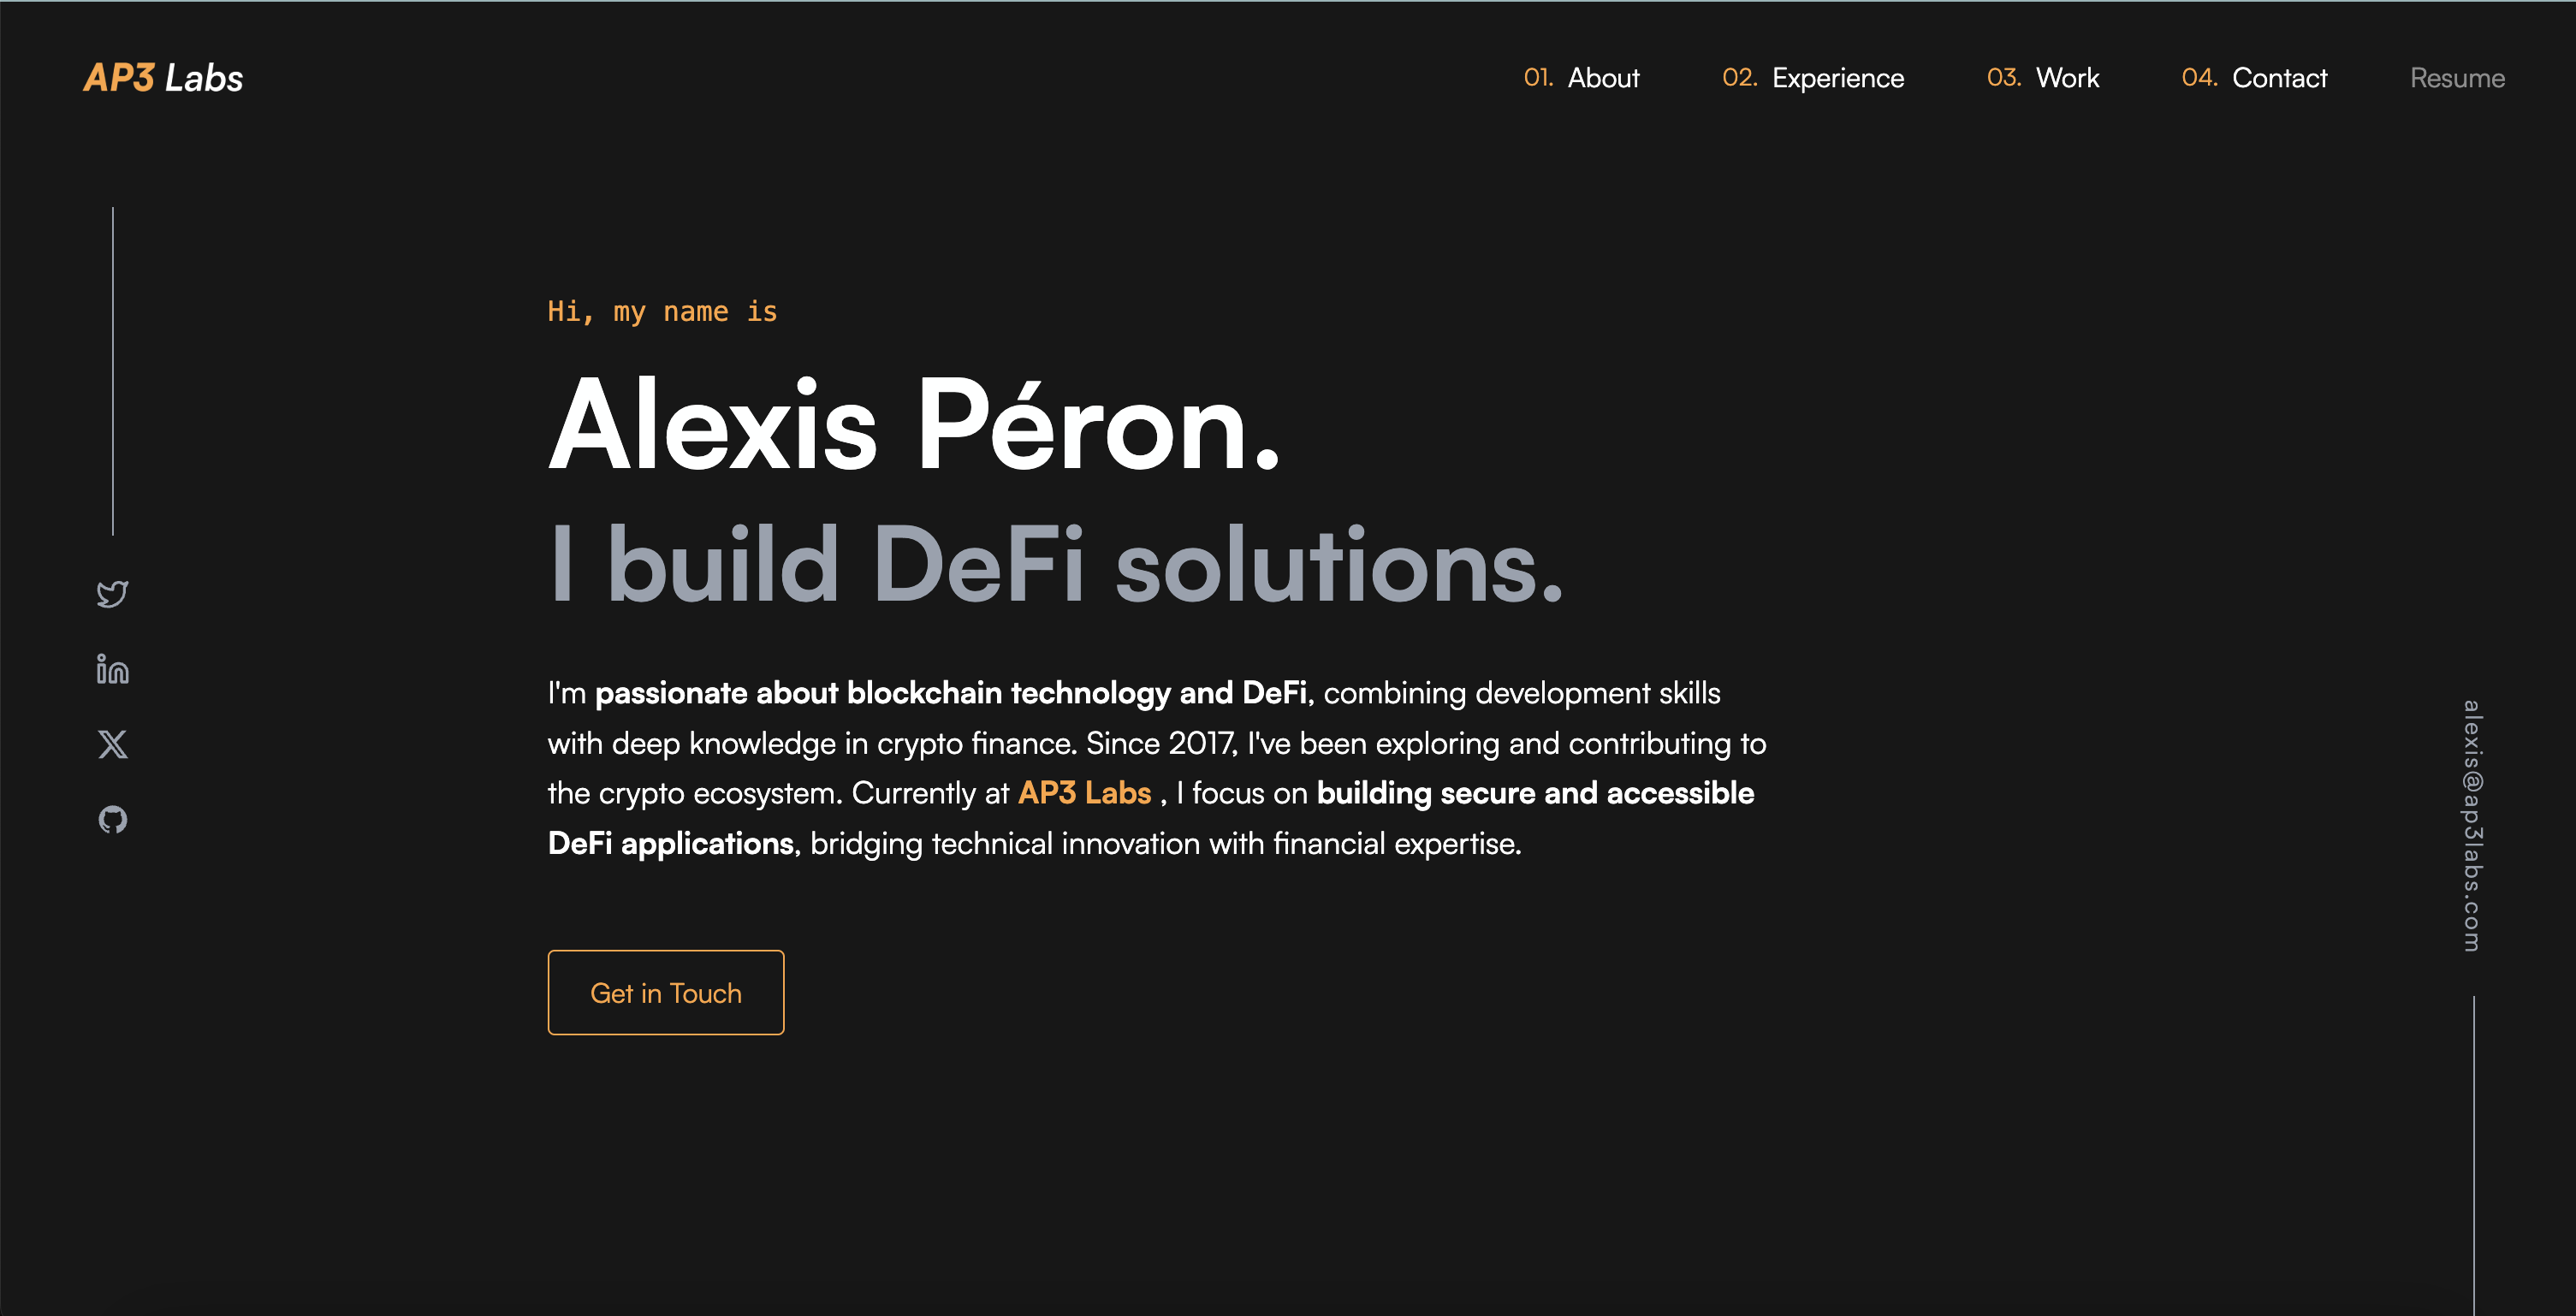 AP3 Labs
01. About 02. Experience 03. Work 04. Contact Resume
Hi, my name is
Alexis Péron.
I build DeFi solutions.
I'm passionate about blockchain technology and DeFi, combining development skills
with deep knowledge in crypto finance. Since 2017, I've been exploring and contributing to
the crypto ecosystem. Currently at AP3 Labs , I focus on building secure and accessible
DeFi applications, bridging technical innovation with financial expertise.
Get in Touch
alexis@ap3labs.com